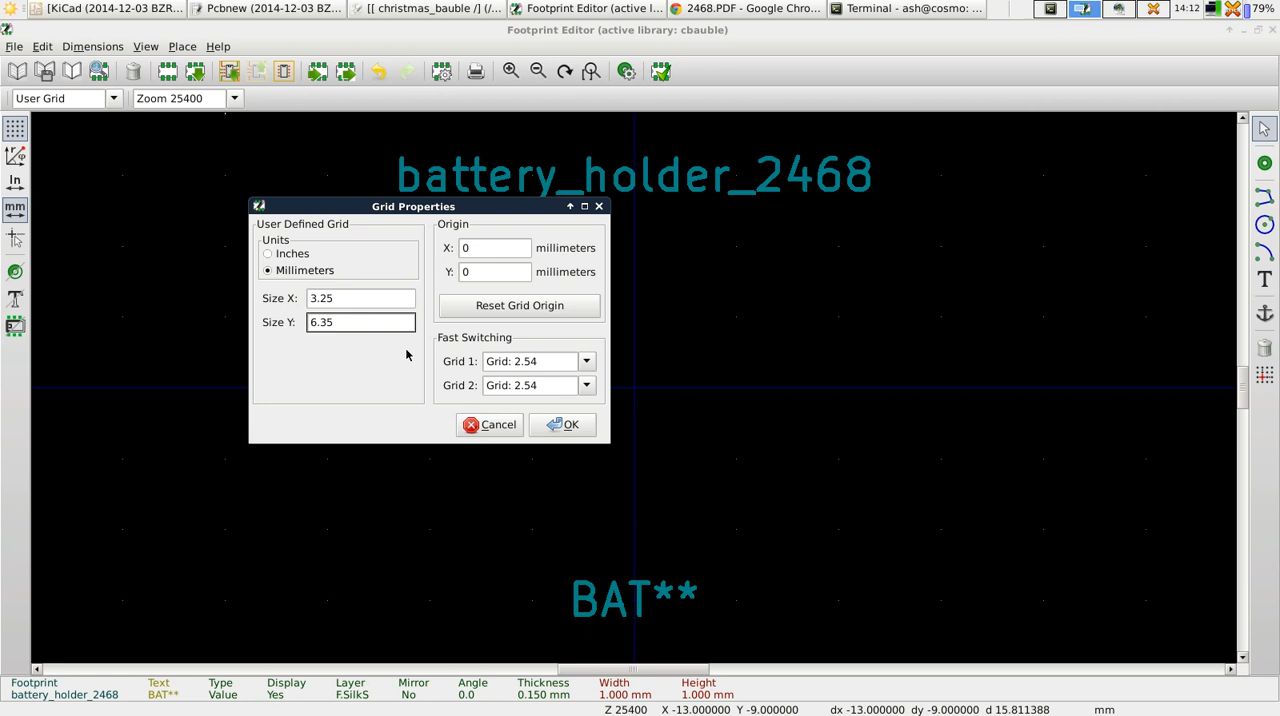 [KiCad (2014-12-03 BZR...
Pcbnew (2014-12-03 BZ...
[[ christmas_bauble /] (/...
Footprint Editor (active l...
2468.PDF - Google Chro...
Terminal - ash@cosmo: ...
14:12
79%
Footprint Editor (active library: cbauble)
File Edit Dimensions View Place Help
User Grid
Zoom 25400
In
mm
battery_holder_2468
Grid Properties
User Defined Grid
Units
Inches
Millimeters
Size X: 3.25
Size Y: 6.35
Origin
X: 0 millimeters
Y: 0 millimeters
Reset Grid Origin
Fast Switching
Grid 1: Grid: 2.54
Grid 2: Grid: 2.54
Cancel
OK
BAT**
Footprint Text Type Display Layer Mirror Angle Thickness Width Height
battery_holder_2468 BAT** Value Yes F.SilkS No 0.0 0.150 mm 1.000 mm 1.000 mm
Z 25400 X -13.000000 Y -9.000000 dx -13.000000 dy -9.000000 d 15.811388 mm